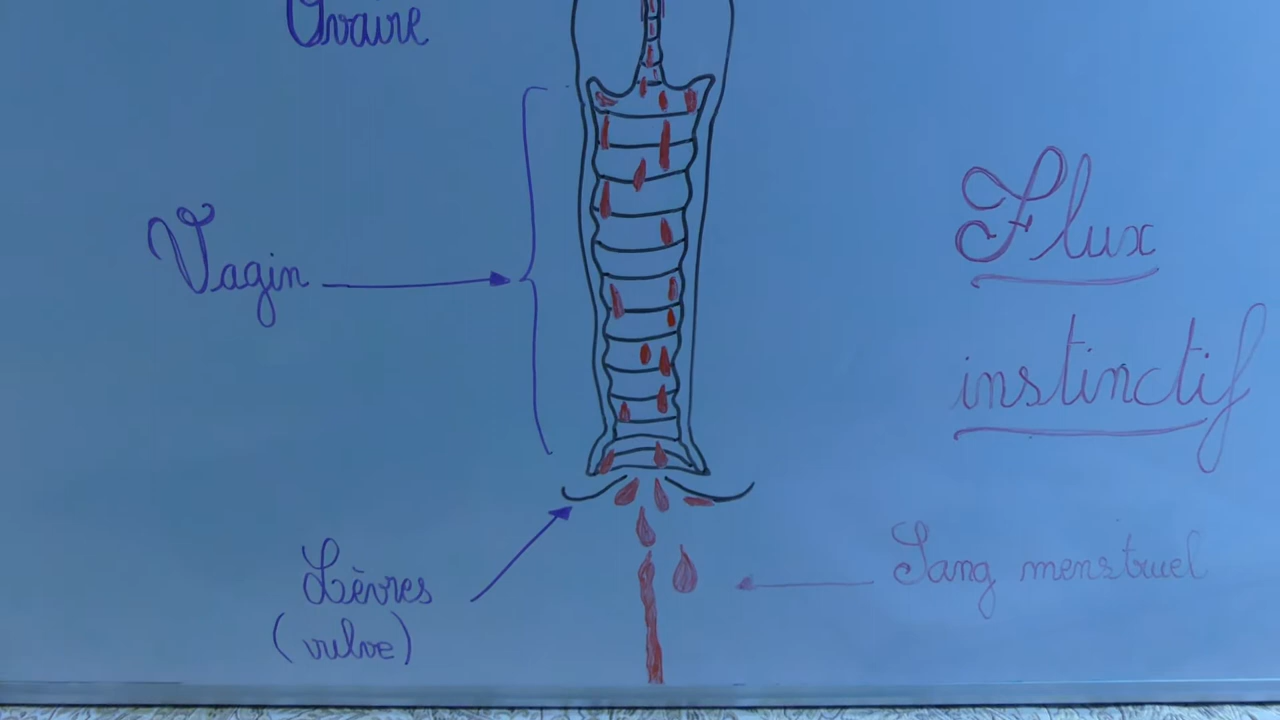 Ovaire
Vagin
Flux
instinctif
Lèvres
(vulve)
Sang menstruel